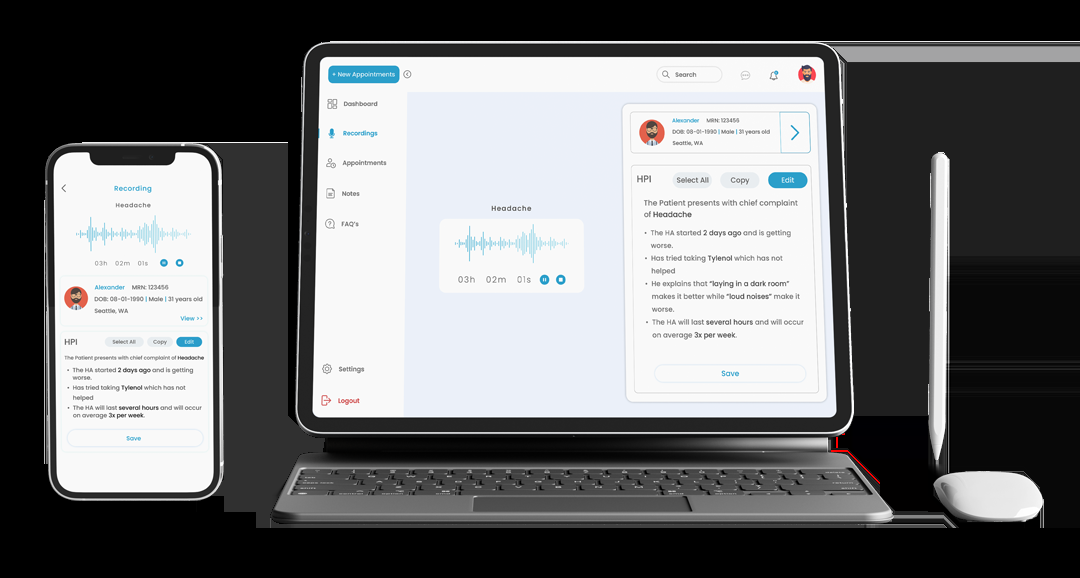 Recording
Headache
03h 02m 01s
Alexander MRN: 123456
DOB: 08-01-1990 | Male | 31 years old
Seattle, WA
View >>
HPI Select All Copy Edit
The Patient presents with chief complaint of Headache
• The HA started 2 days ago and is getting
worse.
• Has tried taking Tylenol which has not
helped
• The HA will last several hours and will occur
on average 3x per week.
Save
+ New Appointments
Search
Dashboard
Recordings
Appointments
Notes
FAQ's
Settings
Logout
Headache
03h 02m 01s
Alexander MRN: 123456
DOB: 08-01-1990 | Male | 31 years old
Seattle, WA
HPI Select All Copy Edit
The Patient presents with chief complaint
of Headache
• The HA started 2 days ago and is getting
worse.
• Has tried taking Tylenol which has not
helped
• He explains that "laying in a dark room"
makes it better while "loud noises" make it
worse.
• The HA will last several hours and will occur
on average 3x per week.
Save